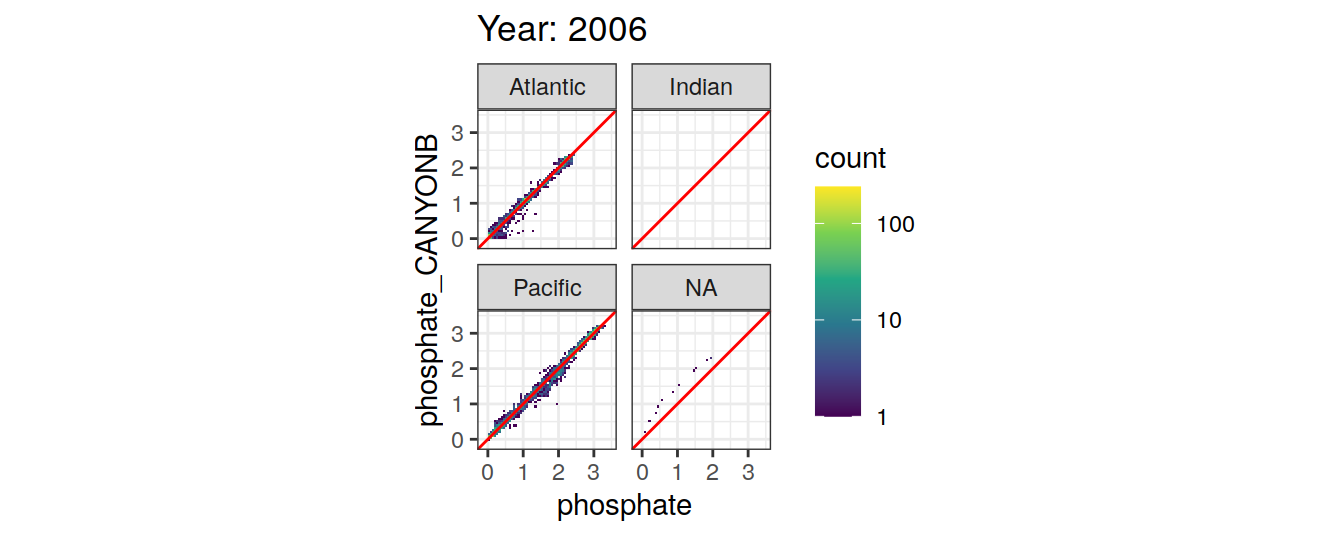 Year: 2006
Atlantic
Indian
3
2
1
0
Pacific
NA
3
2
1
0
0 1 2 3
0 1 2 3
phosphate
phosphate_CANYONB
count
100
10
1